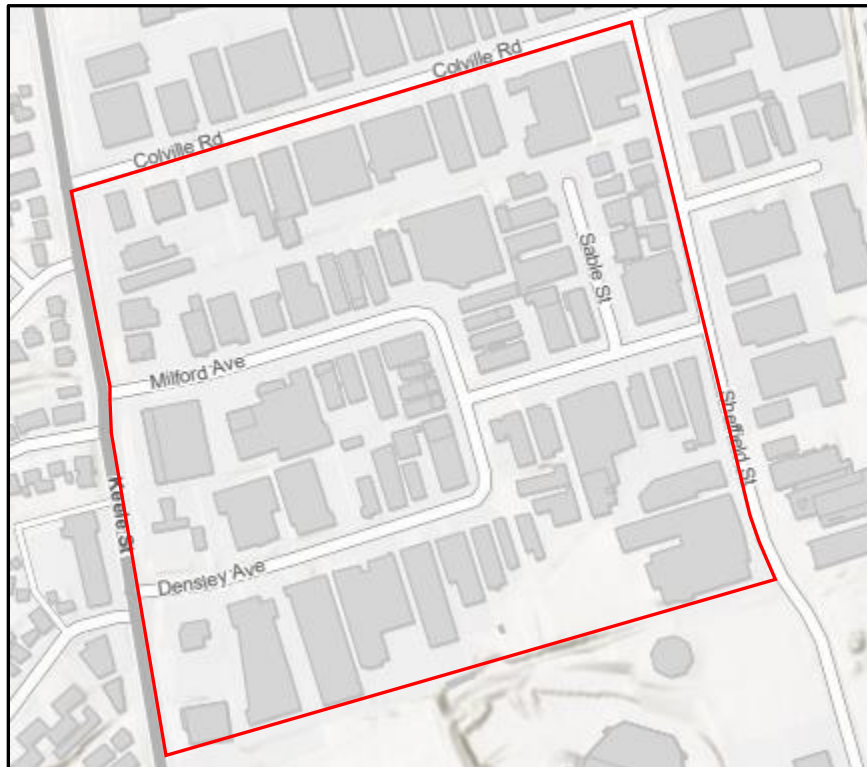 Colville Rd
Colville Rd
Sable St
Milford Ave
Sheffield St
Keele St
Densley Ave